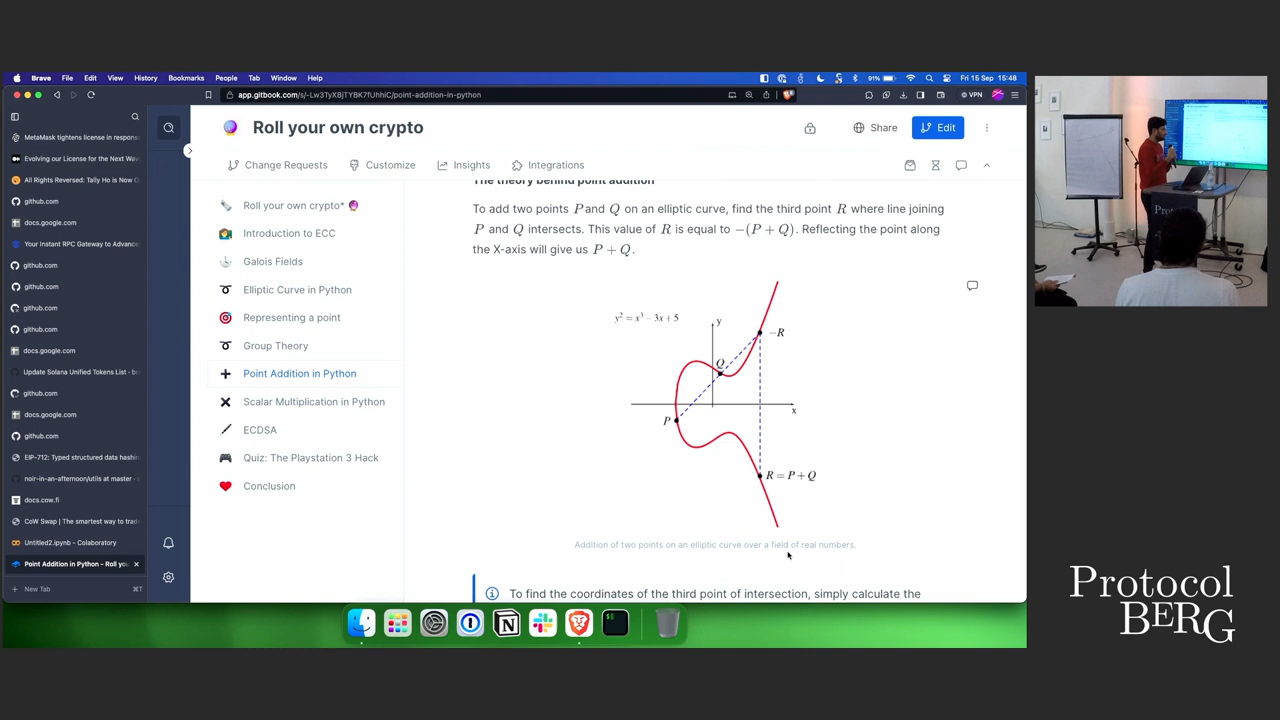 Brave File Edit View History Bookmarks People Tab Window Help
91% Fri 15 Sep 15:48
app.gitbook.com/s/-Lw3TyXBjTYBK7fUhhiC/point-addition-in-python
VPN
MetaMask tightens license in respons
Evolving our License for the Next Wav
All Rights Reversed: Tally Ho is Now O
github.com
docs.google.com
Your Instant RPC Gateway to Advance
github.com
github.com
github.com
github.com
docs.google.com
Update Solana Unified Tokens List · br
github.com
docs.google.com
github.com
EIP-712: Typed structured data hashin
noir-in-an-afternoon/utils at master ·
docs.cow.fi
CoW Swap | The smartest way to trad
Untitled2.ipynb - Colaboratory
Point Addition in Python - Roll you
New Tab ⌘T
Roll your own crypto
Share
Edit
Change Requests Customize Insights Integrations
Roll your own crypto*
Introduction to ECC
Galois Fields
Elliptic Curve in Python
Representing a point
Group Theory
Point Addition in Python
Scalar Multiplication in Python
ECDSA
Quiz: The Playstation 3 Hack
Conclusion
The theory behind point addition
To add two points P and Q on an elliptic curve, find the third point R where line joining
P and Q intersects. This value of R is equal to −(P + Q). Reflecting the point along
the X-axis will give us P + Q.
y² = x³ − 3x + 5
y
−R
Q
x
P
R = P + Q
Addition of two points on an elliptic curve over a field of real numbers.
To find the coordinates of the third point of intersection, simply calculate the
Protocol
BERG